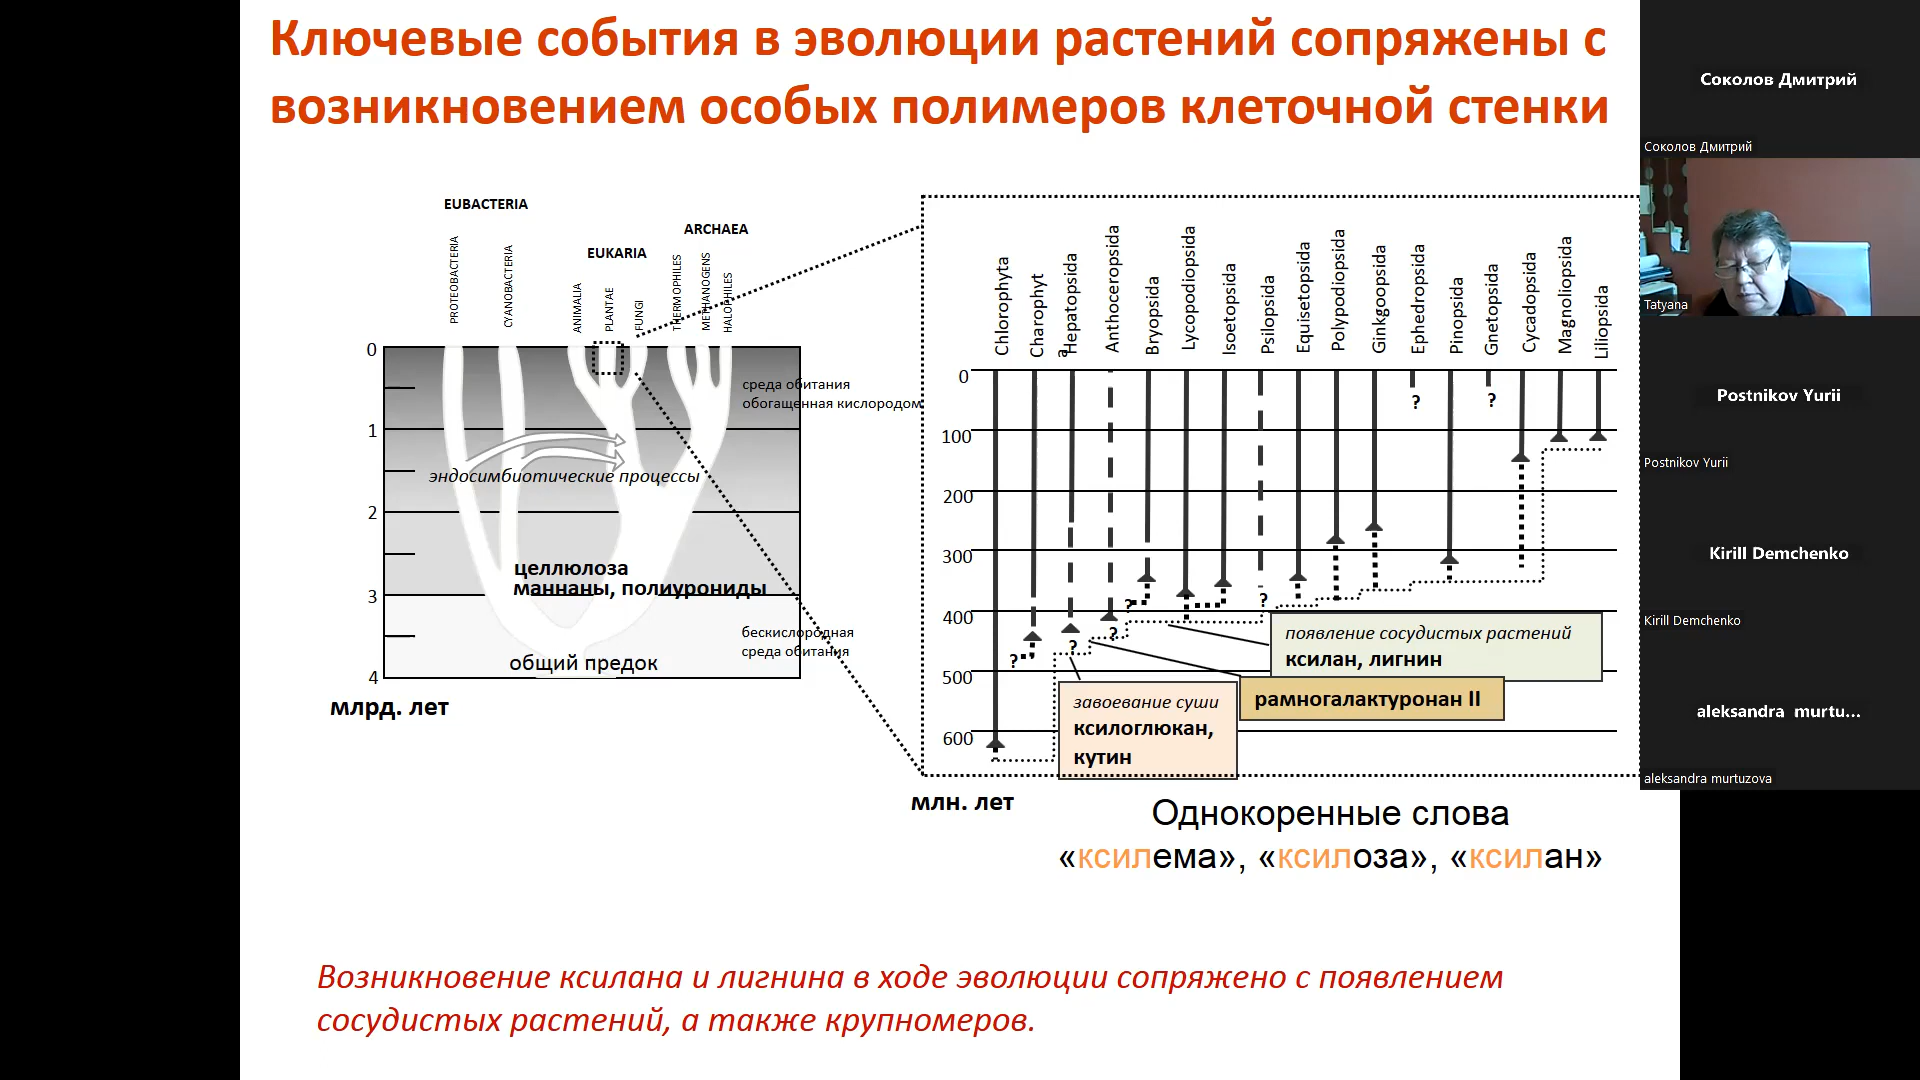 Ключевые события в эволюции растений сопряжены с
возникновением особых полимеров клеточной стенки
EUBACTERIA
ARCHAEA
EUKARIA
PROTEOBACTERIA
CYANOBACTERIA
ANIMALIA
PLANTAE
FUNGI
THERMOPHILES
METHANOGENS
HALOPHILES
0
1
2
3
4
среда обитания
обогащенная кислородом
эндосимбиотические процессы
целлюлоза
маннаны, полиурониды
бескислородная
среда обитания
общий предок
млрд. лет
Chlorophyta
Charophyt
a
Hepatopsida
Anthoceropsida
Bryopsida
Lycopodiopsida
Isoetopsida
Psilopsida
Equisetopsida
Polypodiopsida
Ginkgoopsida
Ephedropsida
Pinopsida
Gnetopsida
Cycadopsida
Magnoliopsida
Liliopsida
0
100
200
300
400
500
600
? ?
? ?
?
?
?
появление сосудистых растений
ксилан, лигнин
рамногалактуронан II
завоевание суши
ксилоглюкан,
кутин
млн. лет
Однокоренные слова
«ксилема», «ксилоза», «ксилан»
Возникновение ксилана и лигнина в ходе эволюции сопряжено с появлением
сосудистых растений, а также крупномеров.
Соколов Дмитрий
Соколов Дмитрий
Tatyana
Postnikov Yurii
Postnikov Yurii
Kirill Demchenko
Kirill Demchenko
aleksandra murtu...
aleksandra murtuzova